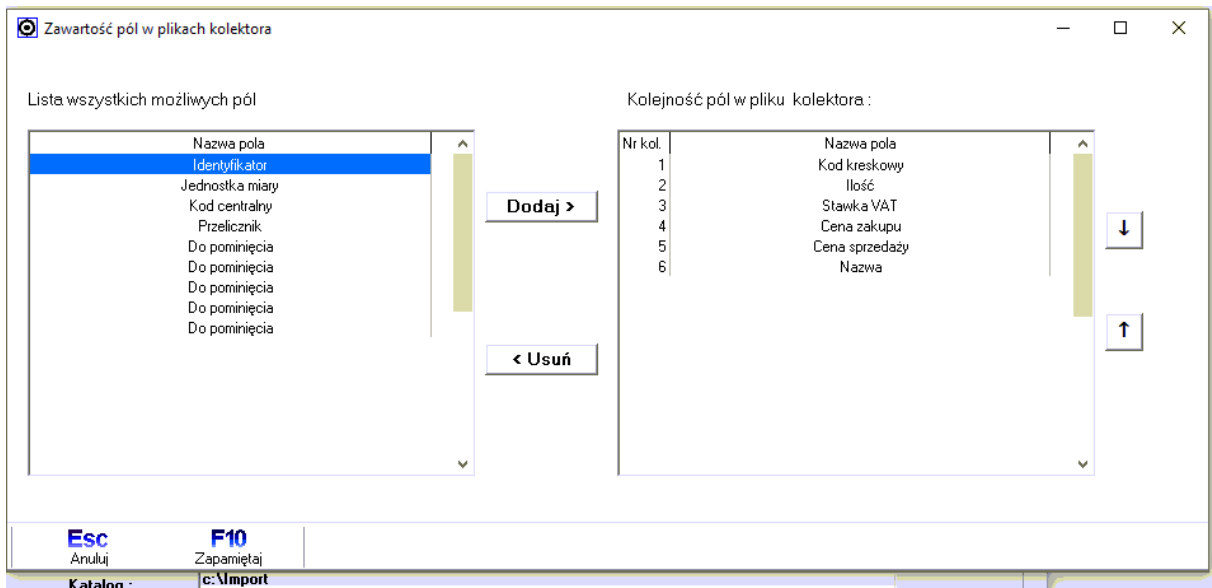 Zawartość pól w plikach kolektora
Lista wszystkich możliwych pól
Nazwa pola
Identyfikator
Jednostka miary
Kod centralny
Przelicznik
Do pominięcia
Do pominięcia
Do pominięcia
Do pominięcia
Do pominięcia
Dodaj >
< Usuń
Kolejność pól w pliku kolektora :
Nr kol. Nazwa pola
1 Kod kreskowy
2 Ilość
3 Stawka VAT
4 Cena zakupu
5 Cena sprzedaży
6 Nazwa
↓
↑
Esc F10
Anuluj Zapamiętaj
Katalog : c:\Import